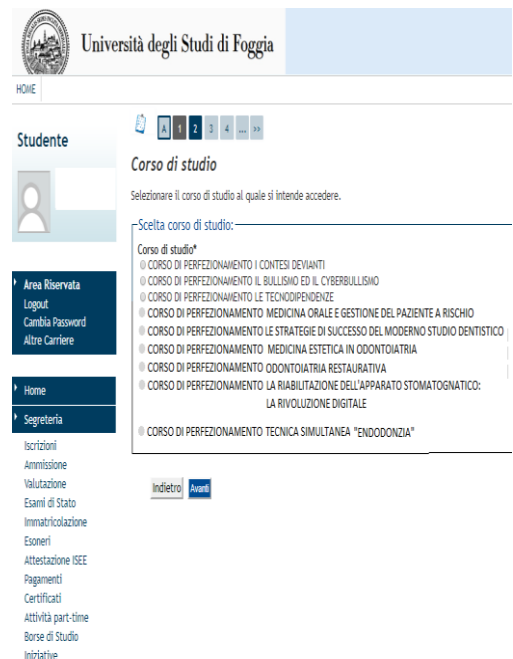 Università degli Studi di Foggia
HOME
Studente
A 1 2 3 4 ... >>
Corso di studio
Selezionare il corso di studio al quale si intende accedere.
Scelta corso di studio:
Corso di studio*
CORSO DI PERFEZIONAMENTO I CONTESI DEVIANTI
CORSO DI PERFEZIONAMENTO IL BULLISMO ED IL CYBERBULLISMO
CORSO DI PERFEZIONAMENTO LE TECNODIPENDENZE
CORSO DI PERFEZIONAMENTO MEDICINA ORALE E GESTIONE DEL PAZIENTE A RISCHIO
CORSO DI PERFEZIONAMENTO LE STRATEGIE DI SUCCESSO DEL MODERNO STUDIO DENTISTICO
CORSO DI PERFEZIONAMENTO MEDICINA ESTETICA IN ODONTOIATRIA
CORSO DI PERFEZIONAMENTO ODONTOIATRIA RESTAURATIVA
CORSO DI PERFEZIONAMENTO LA RIABILITAZIONE DELL'APPARATO STOMATOGNATICO:
LA RIVOLUZIONE DIGITALE
CORSO DI PERFEZIONAMENTO TECNICA SIMULTANEA "ENDODONZIA"
Indietro Avanti
Area Riservata
Logout
Cambia Password
Altre Carriere
Home
Segreteria
Iscrizioni
Ammissione
Valutazione
Esami di Stato
Immatricolazione
Esoneri
Attestazione ISEE
Pagamenti
Certificati
Attività part-time
Borse di Studio
Iniziative